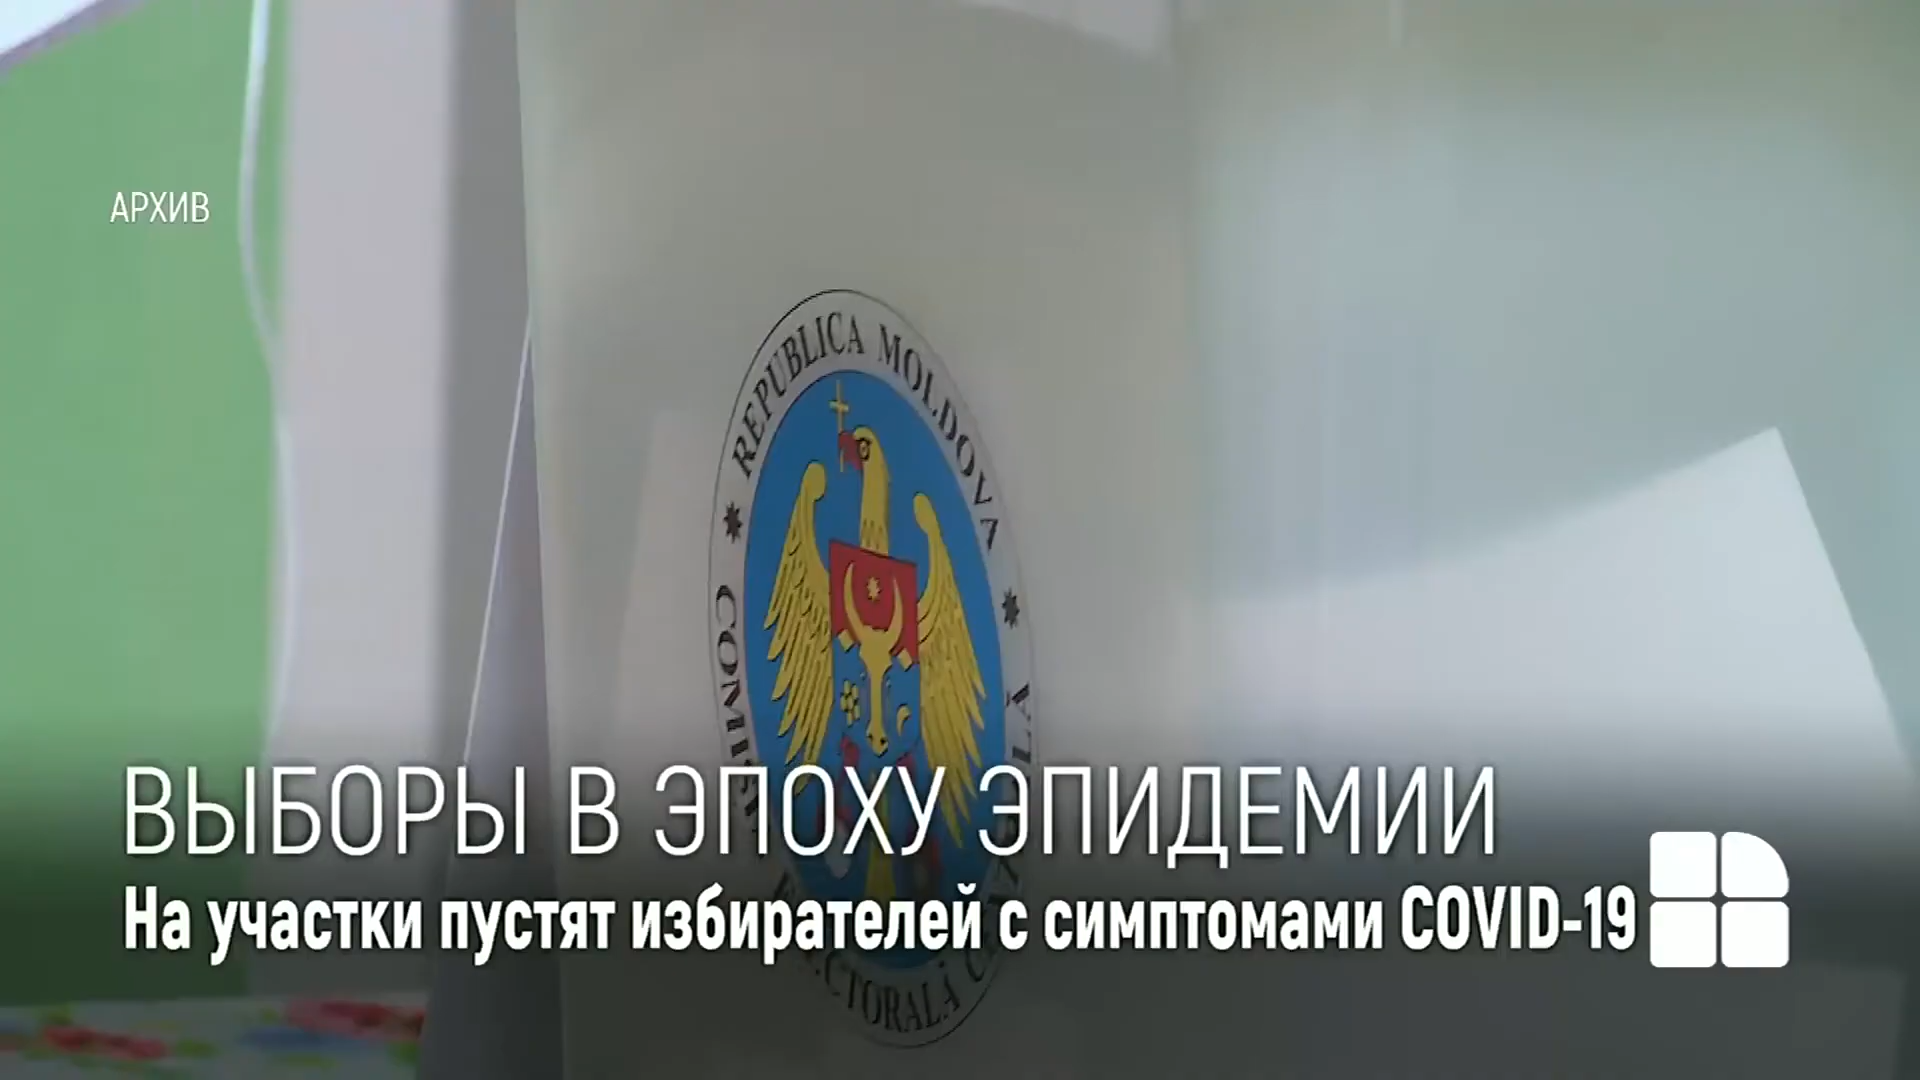 АРХИВ
REPUBLICA MOLDOVA
ВЫБОРЫ В ЭПОХУ ЭПИДЕМИИ
На участки пустят избирателей с симптомами COVID-19